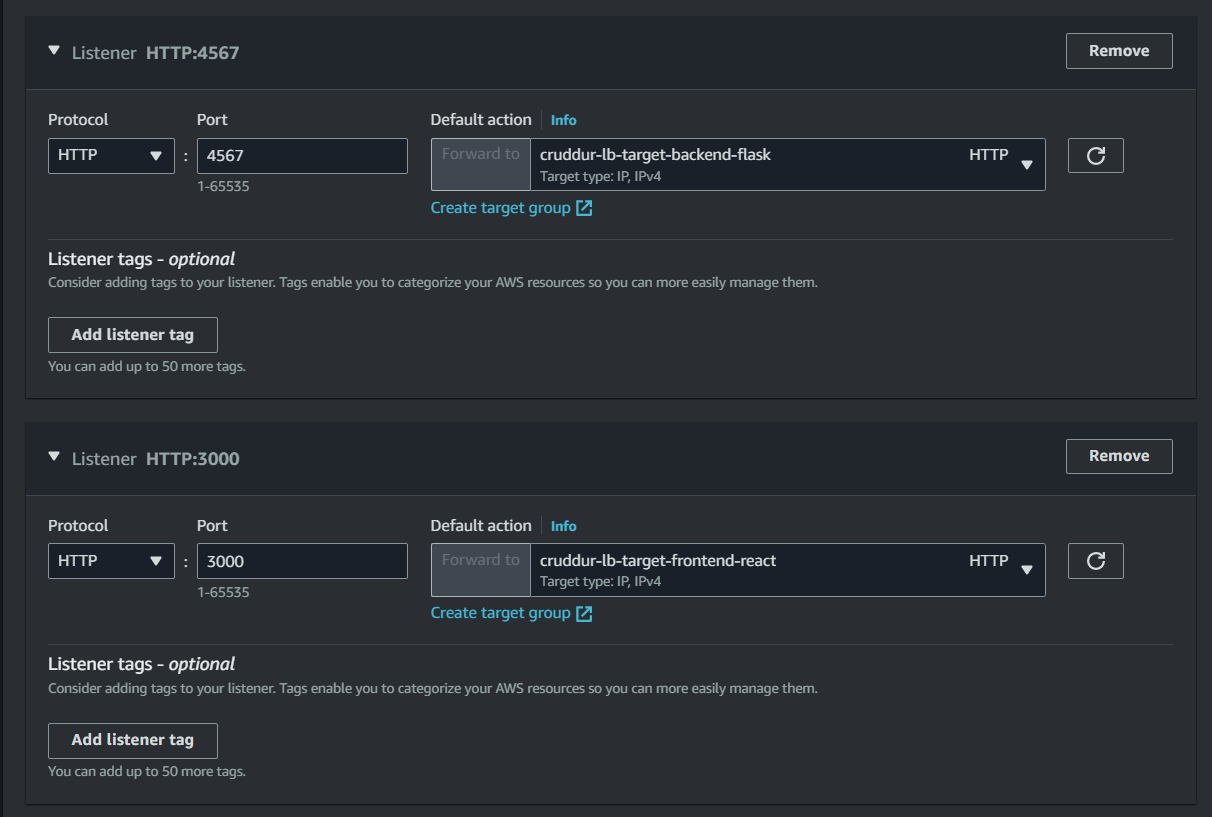 Listener HTTP:4567
Remove
Protocol
Port
Default action
Info
HTTP
:
4567
1-65535
Forward to
cruddur-lb-target-backend-flask
HTTP
Target type: IP, IPv4
Create target group
Listener tags - optional
Consider adding tags to your listener. Tags enable you to categorize your AWS resources so you can more easily manage them.
Add listener tag
You can add up to 50 more tags.
Listener HTTP:3000
Remove
Protocol
Port
Default action
Info
HTTP
:
3000
1-65535
Forward to
cruddur-lb-target-frontend-react
HTTP
Target type: IP, IPv4
Create target group
Listener tags - optional
Consider adding tags to your listener. Tags enable you to categorize your AWS resources so you can more easily manage them.
Add listener tag
You can add up to 50 more tags.